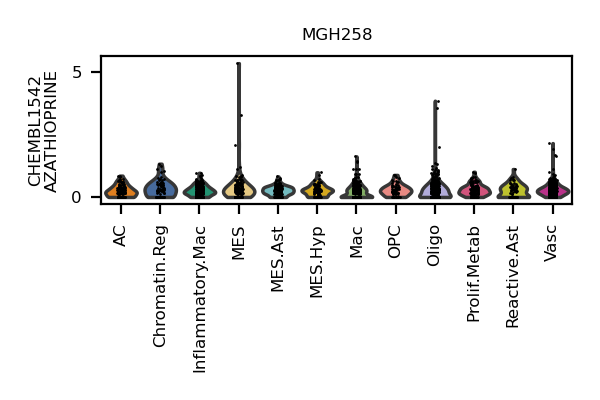 MGH258
CHEMBL1542
AZATHIOPRINE
5
0
AC
Chromatin.Reg
Inflammatory.Mac
MES
MES.Ast
MES.Hyp
Mac
OPC
Oligo
Prolif.Metab
Reactive.Ast
Vasc